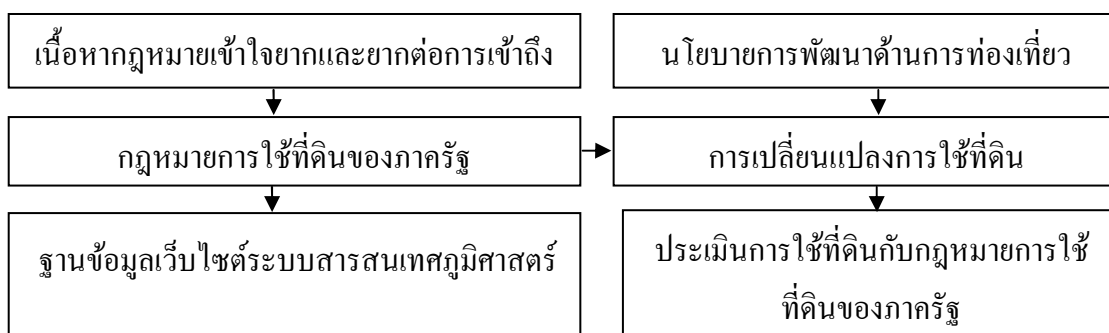 เนื้อหากฎหมายเข้าใจยากและยากต่อการเข้าถึง
นโยบายการพัฒนาด้านการท่องเที่ยว
กฎหมายการใช้ที่ดินของภาครัฐ
การเปลี่ยนแปลงการใช้ที่ดิน
ฐานข้อมูลเว็บไซต์ระบบสารสนเทศภูมิศาสตร์
ประเมินการใช้ที่ดินกับกฎหมายการใช้
ที่ดินของภาครัฐ